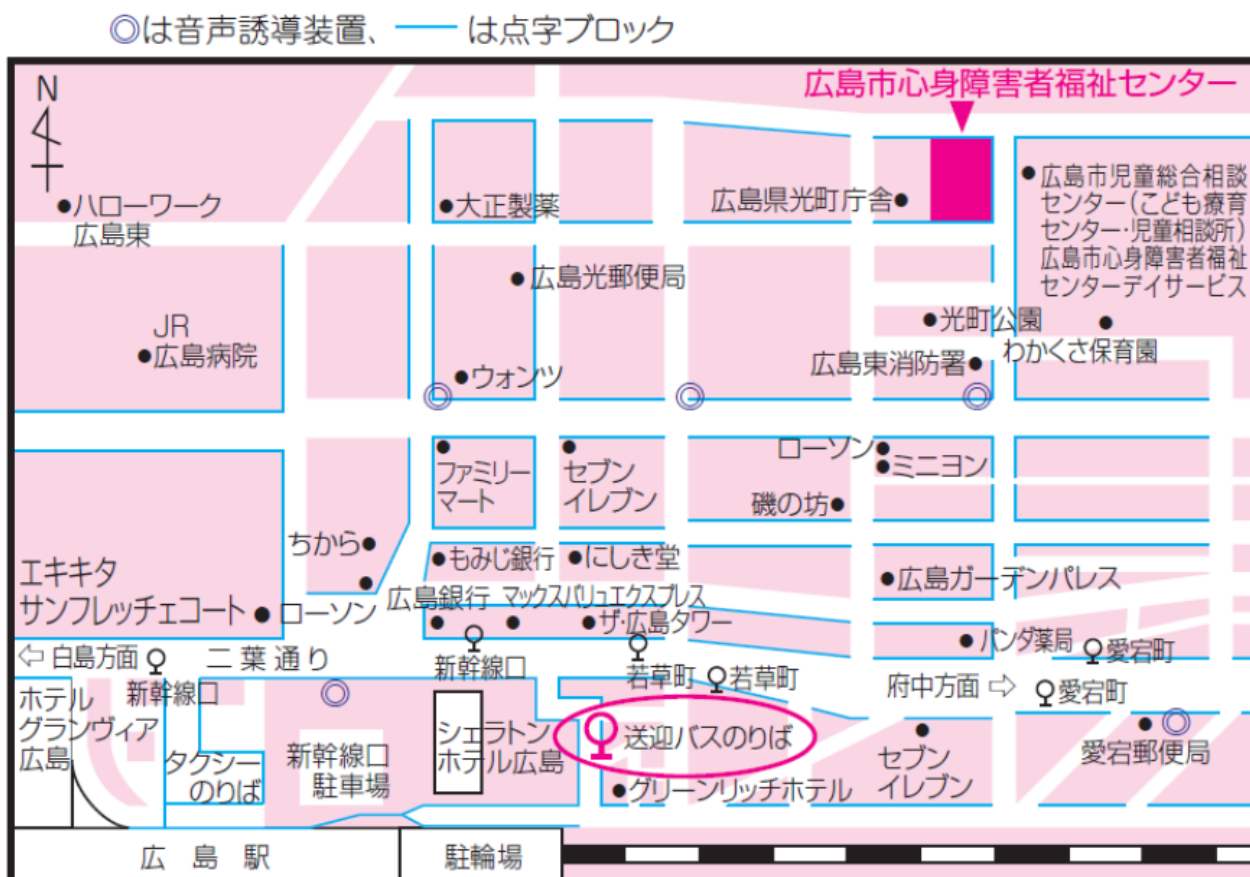 ◎は音声誘導装置、── は点字ブロック
広島市心身障害者福祉センター
N
●ハローワーク
広島東
●大正製薬
広島県光町庁舎●
●広島市児童総合相談
センター(こども療育
センター・児童相談所)
広島市心身障害者福祉
センターデイサービス
●広島光郵便局
JR
●広島病院
●光町公園
わかくさ保育園
●ウォンツ
広島東消防署●
ファミリー
マート
セブン
イレブン
ローソン●
●ミニヨン
磯の坊●
ちから●
●もみじ銀行
●にしき堂
エキキタ
サンフレッチェコート
●ローソン
広島銀行
マックスバリュエクスプレス
●ザ・広島タワー
●広島ガーデンパレス
●パンダ薬局
愛宕町
⇦ 白島方面
二葉通り
新幹線口
新幹線口
若草町
若草町
府中方面 ⇨
愛宕町
ホテル
グランヴィア
広島
タクシー
のりば
新幹線口
駐車場
シェラトン
ホテル広島
送迎バスのりば
セブン
イレブン
愛宕郵便局
●グリーンリッチホテル
広島駅
駐輪場